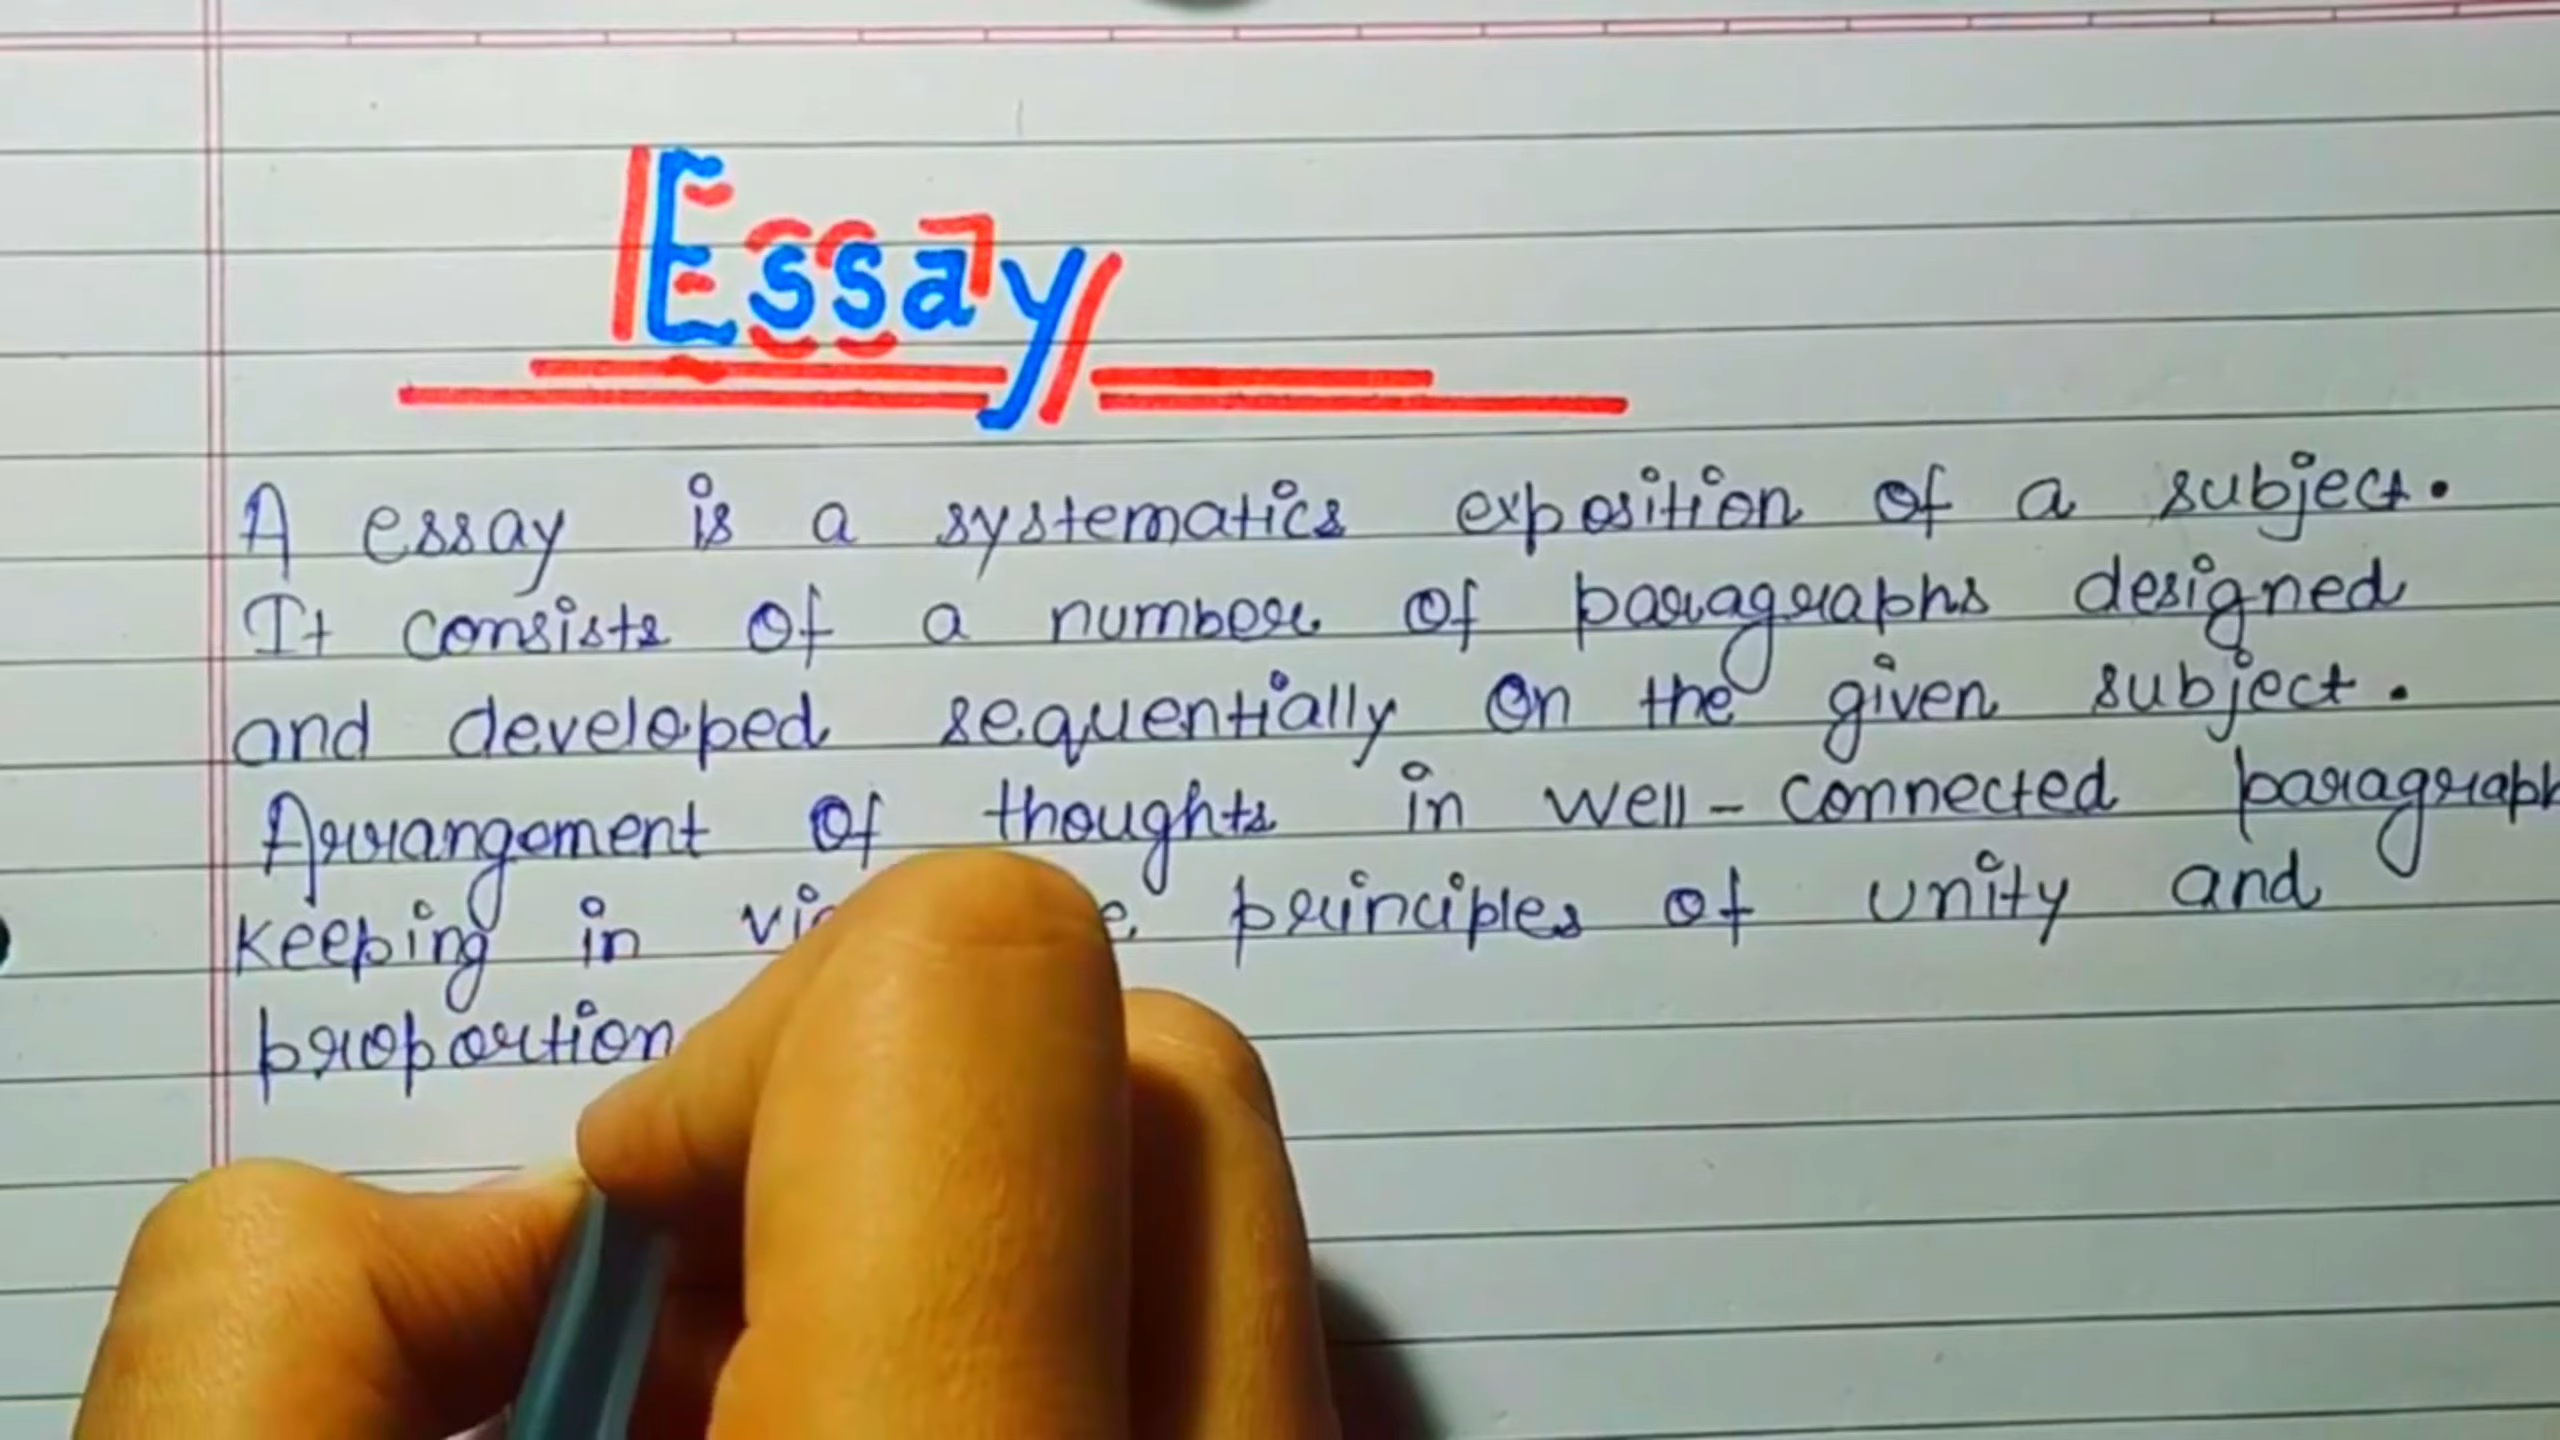 Essay
A essay is a systematics exposition of a subject.
It consists of a number of paragraphs designed
and developed sequentially on the given subject.
Arrangement of thoughts in well-connected paragraph
keeping in principles of unity and
proportion